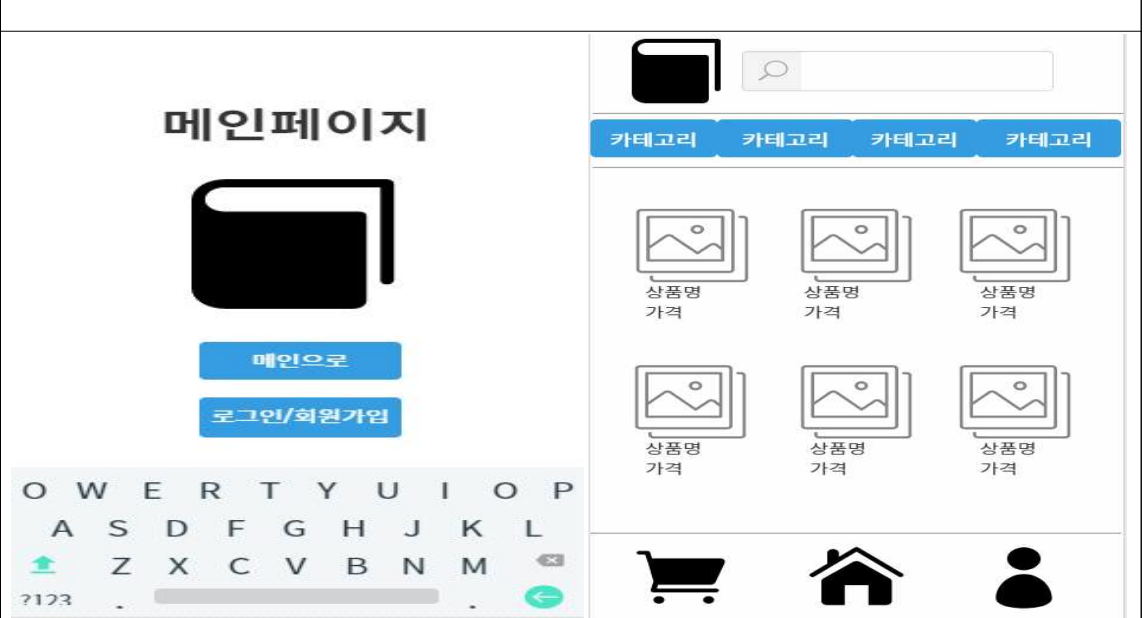 메인페이지
메인으로
로그인/회원가입
O W E R T Y U I O P
A S D F G H J K L
Z X C V B N M
?123 . .
카테고리 카테고리 카테고리 카테고리
상품명 상품명 상품명
가격 가격 가격
상품명 상품명 상품명
가격 가격 가격